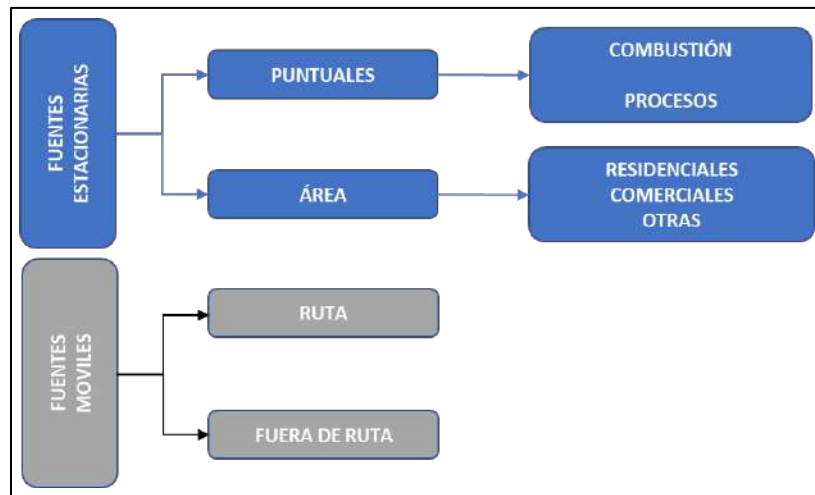 FUENTES
ESTACIONARIAS
PUNTUALES
COMBUSTIÓN
PROCESOS
ÁREA
RESIDENCIALES
COMERCIALES
OTRAS
FUENTES
MOVILES
RUTA
FUERA DE RUTA